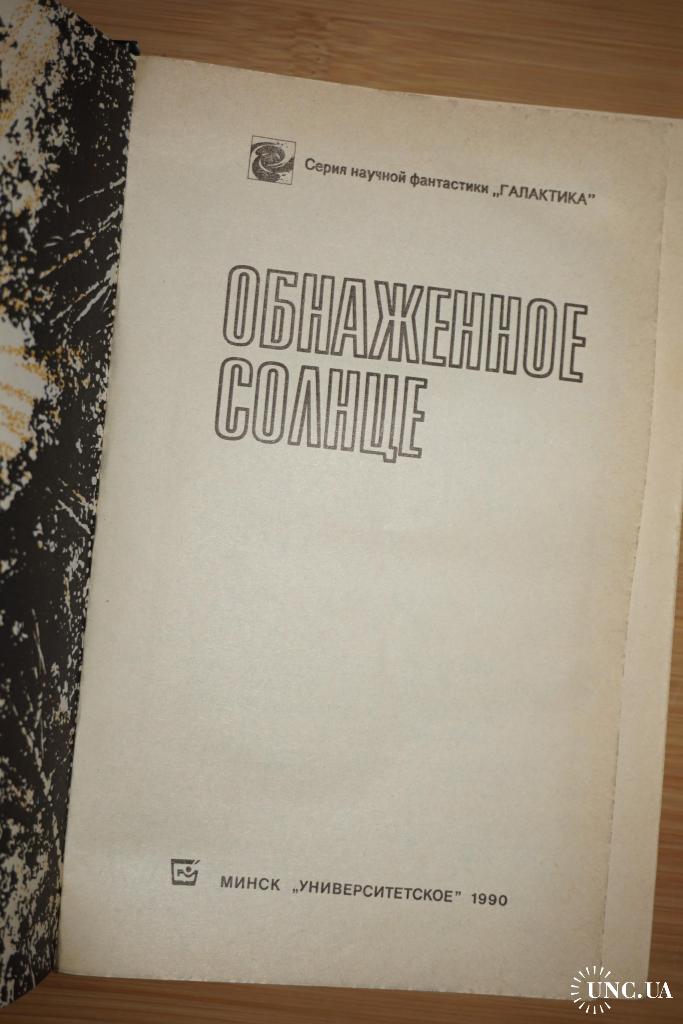 Серия научной фантастики „ГАЛАКТИКА"
ОБНАЖЕННОЕ
СОЛНЦЕ
МИНСК „УНИВЕРСИТЕТСКОЕ" 1990
UNC.UA